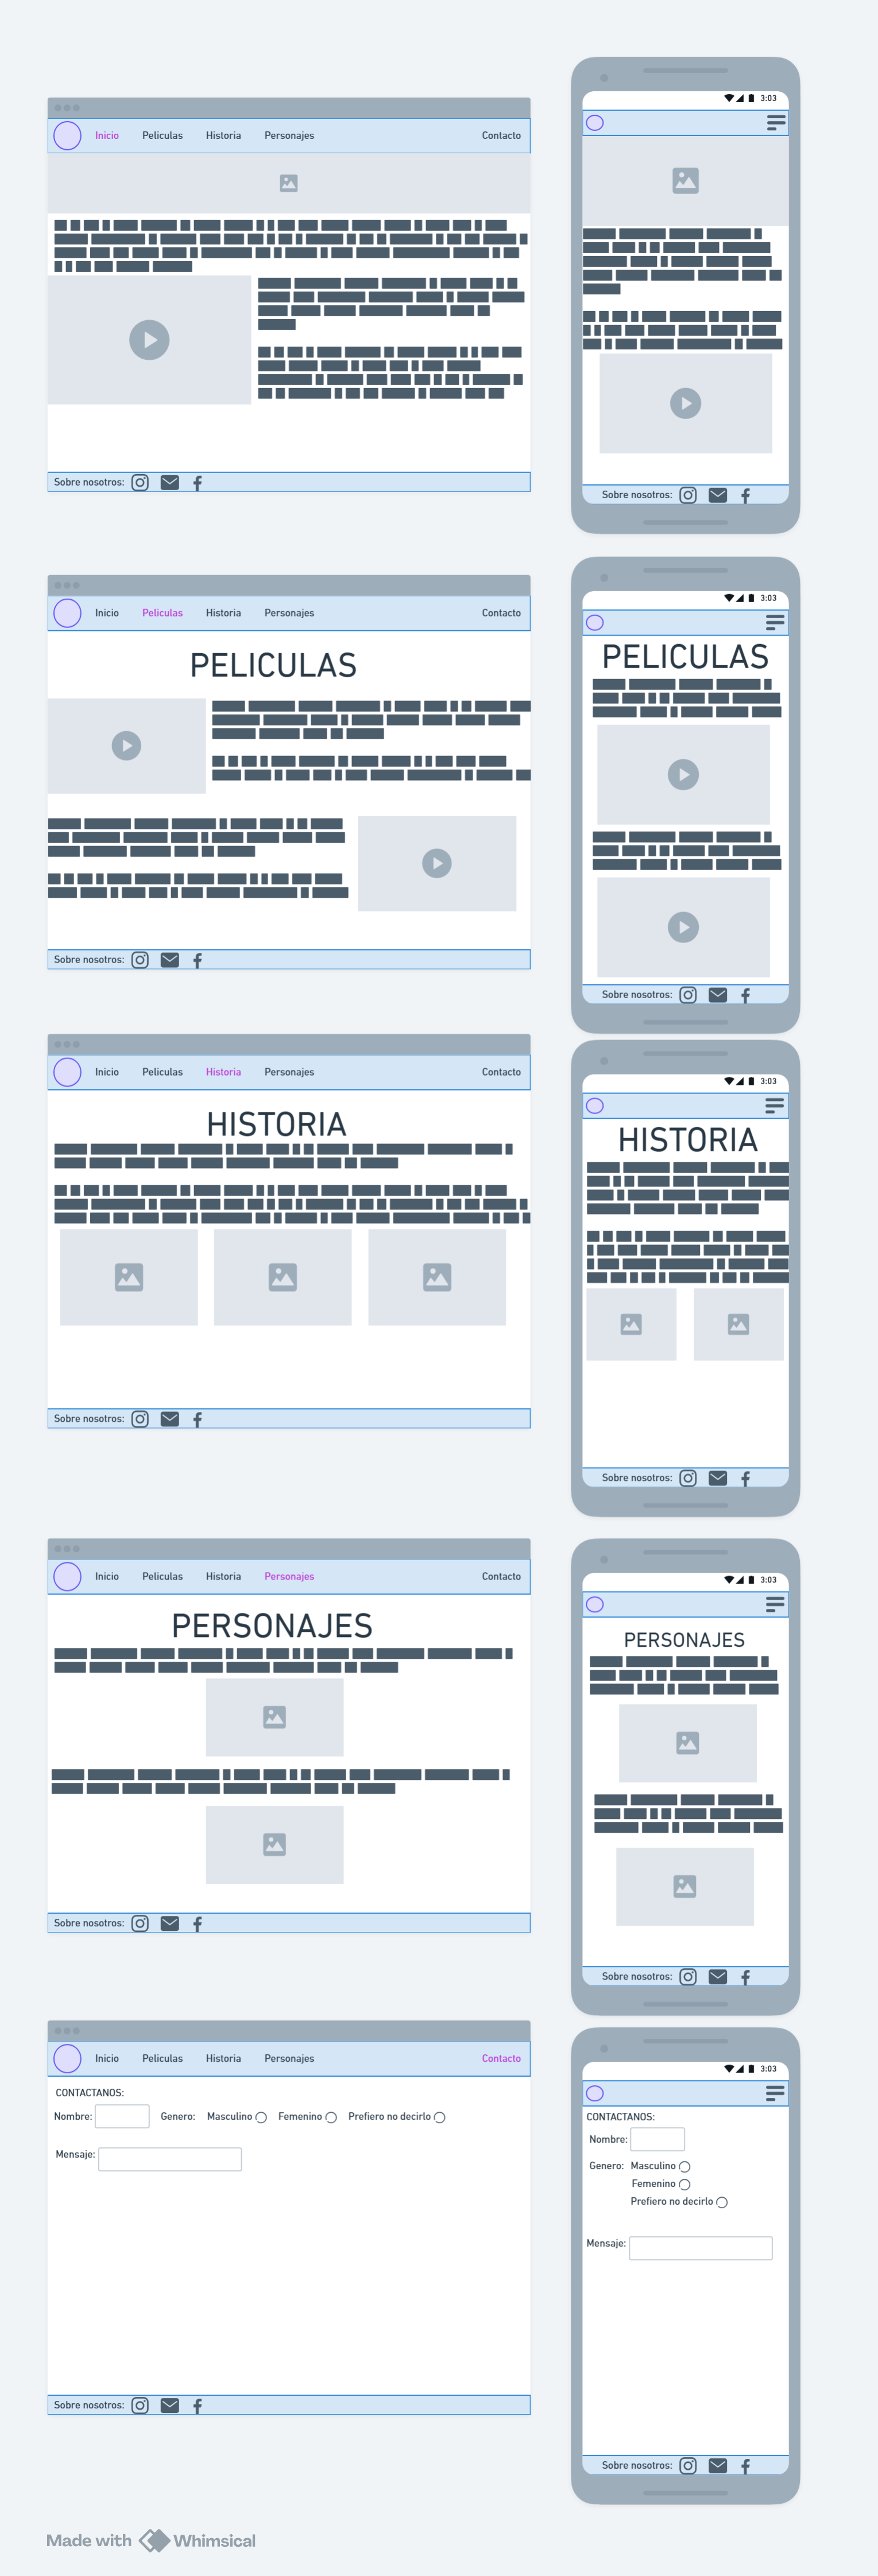 3:03
Inicio Peliculas Historia Personajes Contacto
Sobre nosotros:
Sobre nosotros:
3:03
Inicio Peliculas Historia Personajes Contacto
PELICULAS
PELICULAS
Sobre nosotros:
Sobre nosotros:
3:03
Inicio Peliculas Historia Personajes Contacto
HISTORIA
HISTORIA
Sobre nosotros:
Sobre nosotros:
3:03
Inicio Peliculas Historia Personajes Contacto
PERSONAJES
PERSONAJES
Sobre nosotros:
Sobre nosotros:
3:03
Inicio Peliculas Historia Personajes Contacto
CONTACTANOS:
Nombre: Genero: Masculino Femenino Prefiero no decirlo
Mensaje:
CONTACTANOS:
Nombre:
Genero: Masculino
Femenino
Prefiero no decirlo
Mensaje:
Sobre nosotros:
Sobre nosotros:
Made with Whimsical